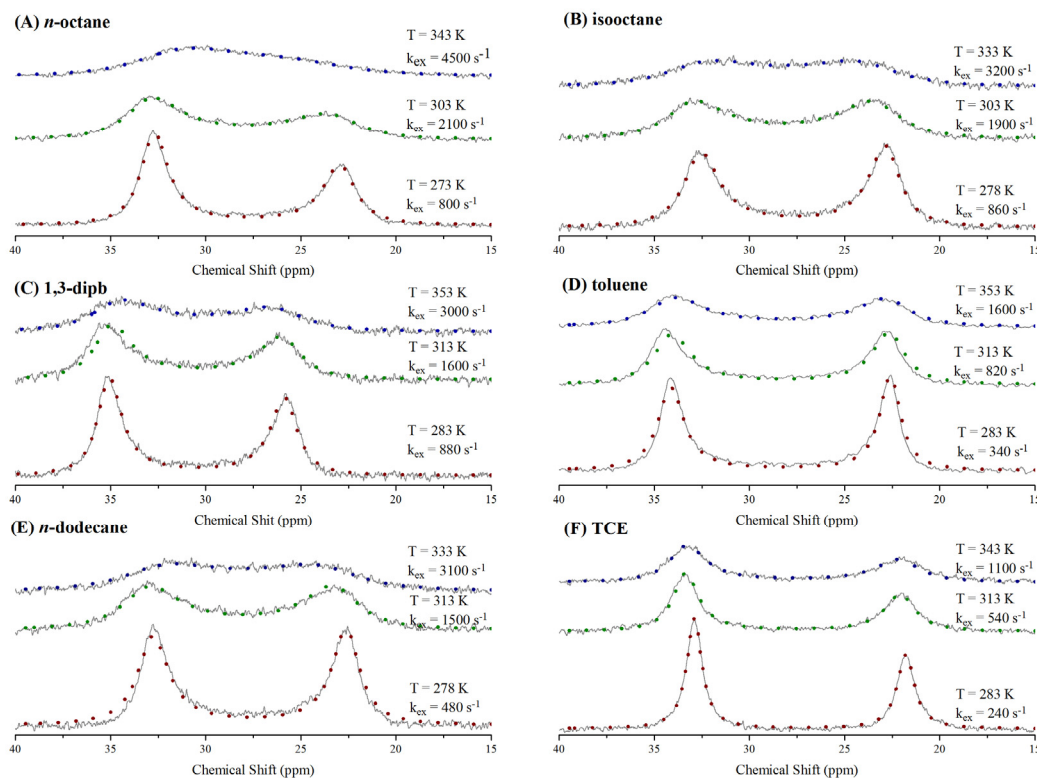 (A) n-octane
T = 343 K
kex = 4500 s-1
T = 303 K
kex = 2100 s-1
T = 273 K
kex = 800 s-1
40 35 30 25 20 15
Chemical Shift (ppm)
(B) isooctane
T = 333 K
kex = 3200 s-1
T = 303 K
kex = 1900 s-1
T = 278 K
kex = 860 s-1
40 35 30 25 20 15
Chemical Shift (ppm)
(C) 1,3-dipb
T = 353 K
kex = 3000 s-1
T = 313 K
kex = 1600 s-1
T = 283 K
kex = 880 s-1
40 35 30 25 20 15
Chemical Shit (ppm)
(D) toluene
T = 353 K
kex = 1600 s-1
T = 313 K
kex = 820 s-1
T = 283 K
kex = 340 s-1
40 35 30 25 20 15
Chemical Shift (ppm)
(E) n-dodecane
T = 333 K
kex = 3100 s-1
T = 313 K
kex = 1500 s-1
T = 278 K
kex = 480 s-1
40 35 30 25 20 15
Chemical Shift (ppm)
(F) TCE
T = 343 K
kex = 1100 s-1
T = 313 K
kex = 540 s-1
T = 283 K
kex = 240 s-1
40 35 30 25 20 15
Chemical Shift (ppm)